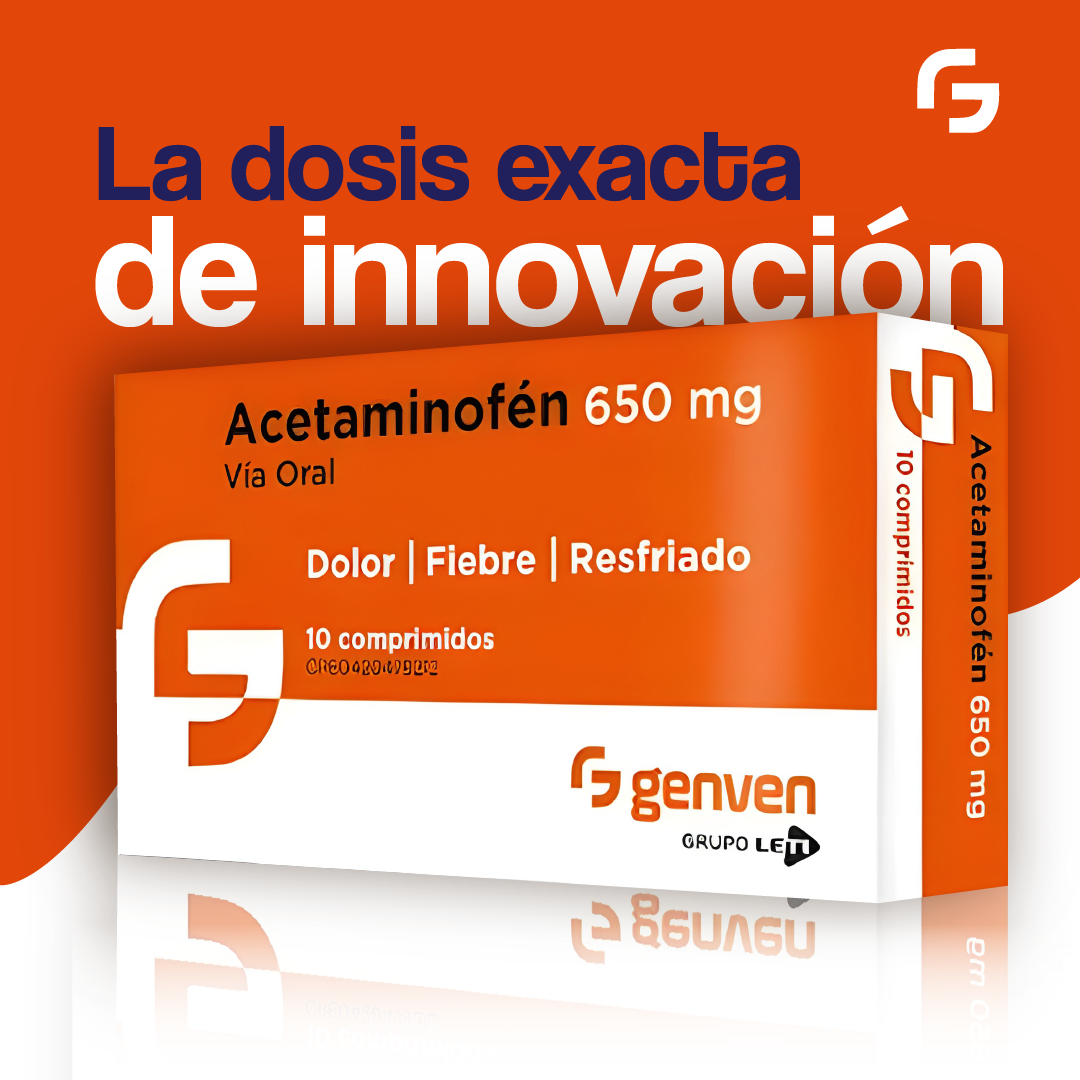 La dosis exacta
de innovación
Acetaminofén 650 mg
Vía Oral
Dolor | Fiebre | Resfriado
10 comprimidos
genven
GRUPO LETI
10 comprimidos
Acetaminofén 650 mg